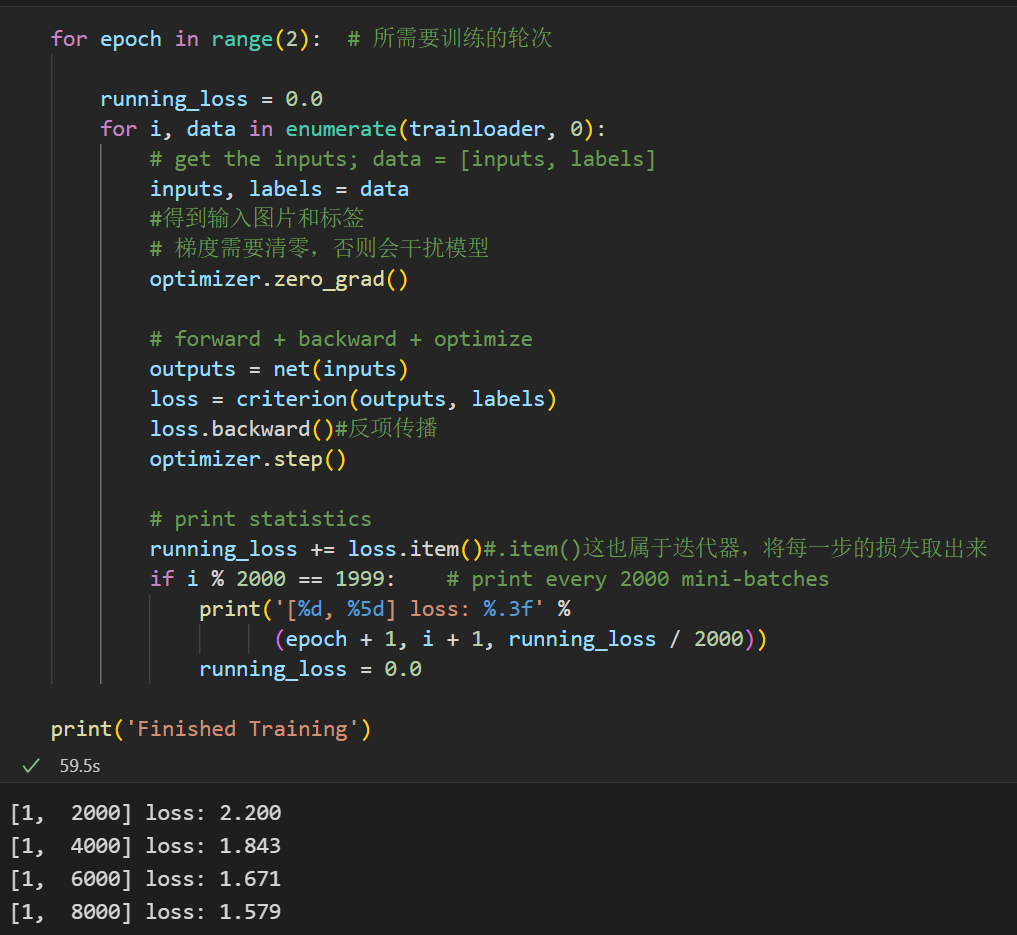 for epoch in range(2):  # 所需要训练的轮次
running_loss = 0.0
for i, data in enumerate(trainloader, 0):
# get the inputs; data = [inputs, labels]
inputs, labels = data
#得到输入图片和标签
# 梯度需要清零，否则会干扰模型
optimizer.zero_grad()
# forward + backward + optimize
outputs = net(inputs)
loss = criterion(outputs, labels)
loss.backward()#反项传播
optimizer.step()
# print statistics
running_loss += loss.item()#.item()这也属于迭代器，将每一步的损失取出来
if i % 2000 == 1999:    # print every 2000 mini-batches
print('[%d, %5d] loss: %.3f' %
(epoch + 1, i + 1, running_loss / 2000))
running_loss = 0.0
print('Finished Training')
59.5s
[1,  2000] loss: 2.200
[1,  4000] loss: 1.843
[1,  6000] loss: 1.671
[1,  8000] loss: 1.579